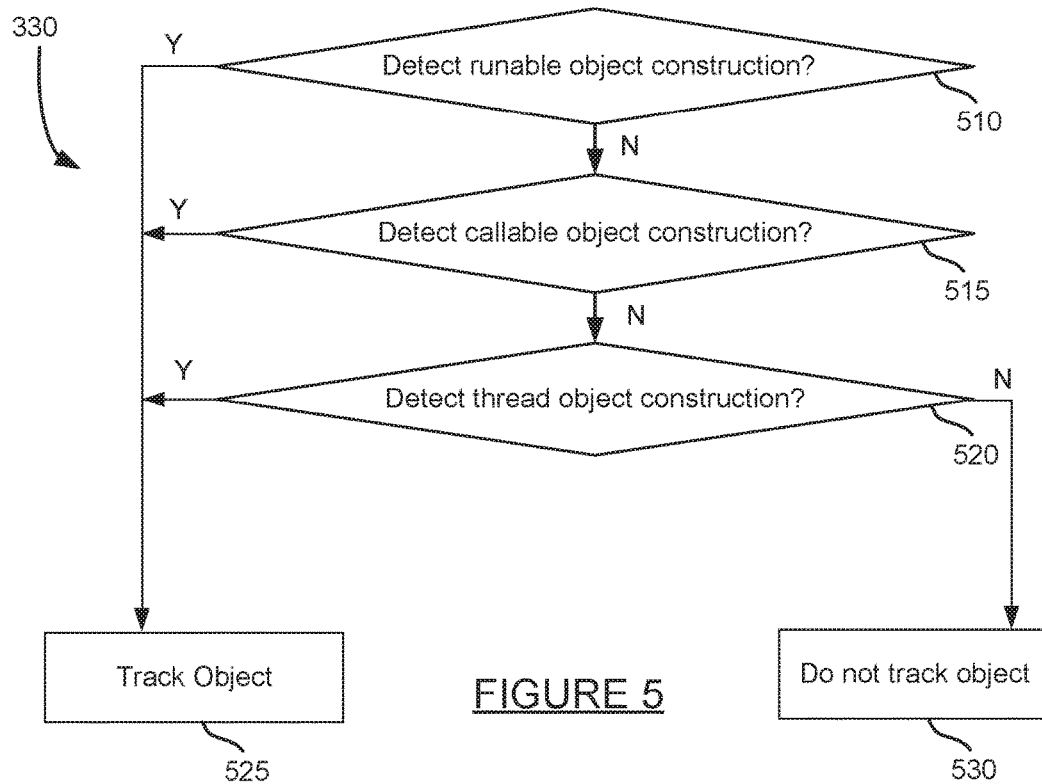 330
Y
Detect runable object construction?
510
N
Y
Detect callable object construction?
515
N
Y
Detect thread object construction?
N
520
Track Object
525
FIGURE 5
Do not track object
530